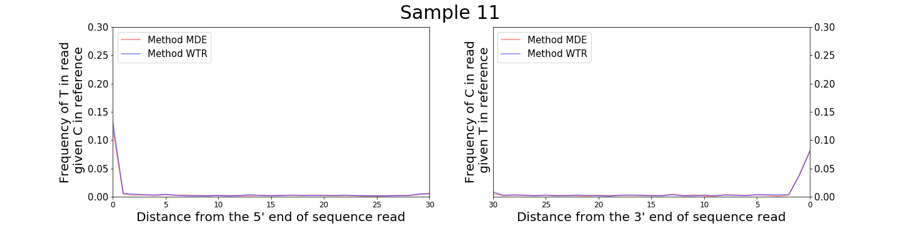 Sample 11
Frequency of T in read
given C in reference
0.30
0.25
0.20
0.15
0.10
0.05
0.00
Method MDE
Method WTR
0
5
10
15
20
25
30
Distance from the 5' end of sequence read
Frequency of C in read
given T in reference
Method MDE
Method WTR
0.30
0.25
0.20
0.15
0.10
0.05
0.00
30
25
20
15
10
5
0
Distance from the 3' end of sequence read